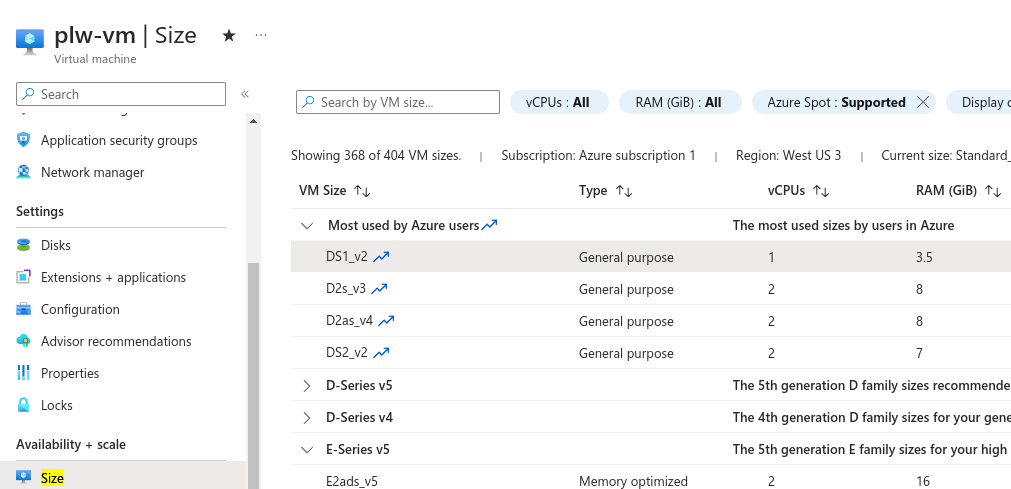 plw-vm | Size ★ ...
Virtual machine
Search «
Application security groups
Network manager
Settings
Disks
Extensions + applications
Configuration
Advisor recommendations
Properties
Locks
Availability + scale
Size
Search by VM size... vCPUs : All RAM (GiB) : All Azure Spot : Supported Display
Showing 368 of 404 VM sizes. | Subscription: Azure subscription 1 | Region: West US 3 | Current size: Standard_
VM Size ↑↓ Type ↑↓ vCPUs ↑↓ RAM (GiB) ↑↓
Most used by Azure users The most used sizes by users in Azure
DS1_v2 General purpose 1 3.5
D2s_v3 General purpose 2 8
D2as_v4 General purpose 2 8
DS2_v2 General purpose 2 7
D-Series v5 The 5th generation D family sizes recommende
D-Series v4 The 4th generation D family sizes for your gene
E-Series v5 The 5th generation E family sizes for your high
E2ads_v5 Memory optimized 2 16